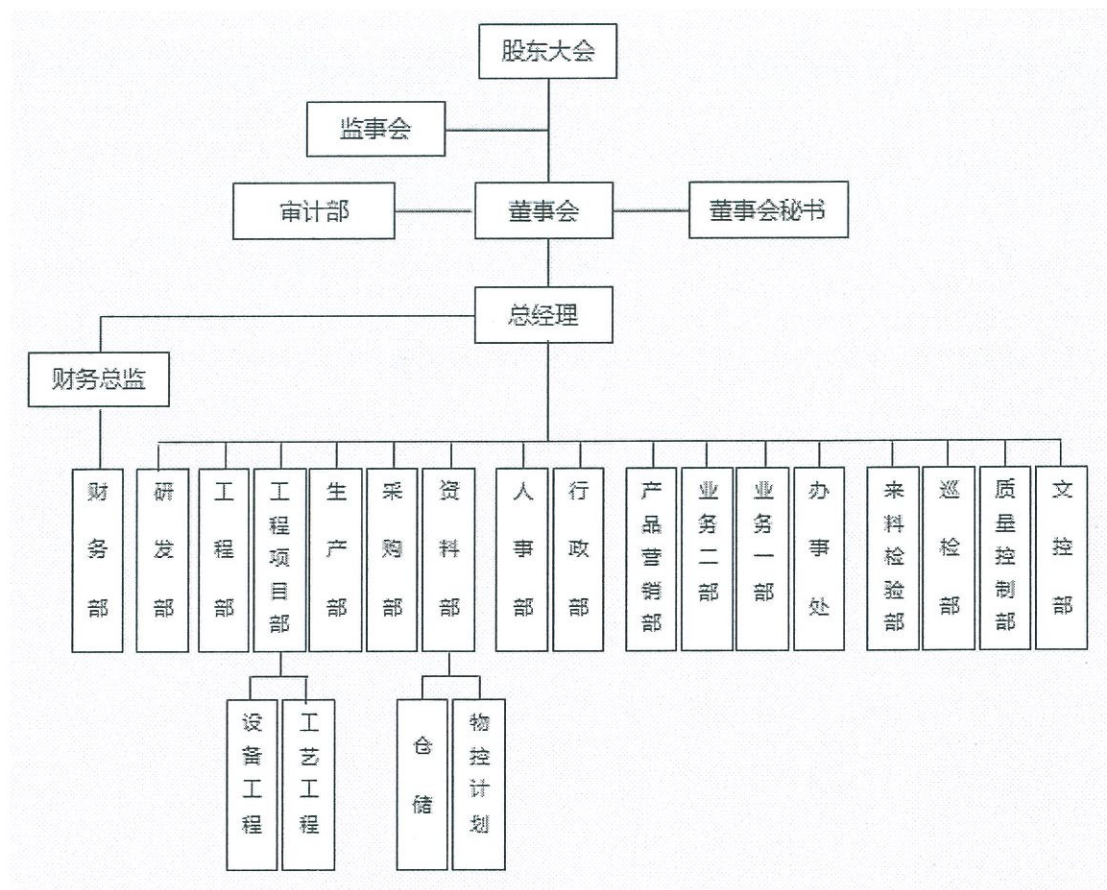 股东大会
监事会
审计部
董事会
董事会秘书
总经理
财务总监
财务部
研发部
工程部
工程项目部
生产部
采购部
资料部
人事部
行政部
产品营销部
业务二部
业务一部
办事处
来料检验部
巡检部
质量控制部
文控部
设备工程
工艺工程
仓储
物控计划